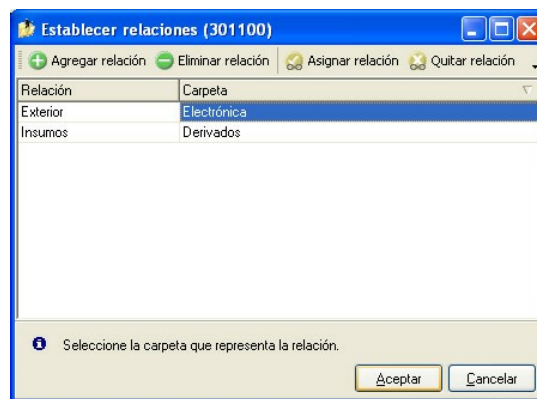 Establecer relaciones (301100)
Agregar relación Eliminar relación Asignar relación Quitar relación
Relación Carpeta
Exterior Electrónica
Insumos Derivados
Seleccione la carpeta que representa la relación.
Aceptar Cancelar